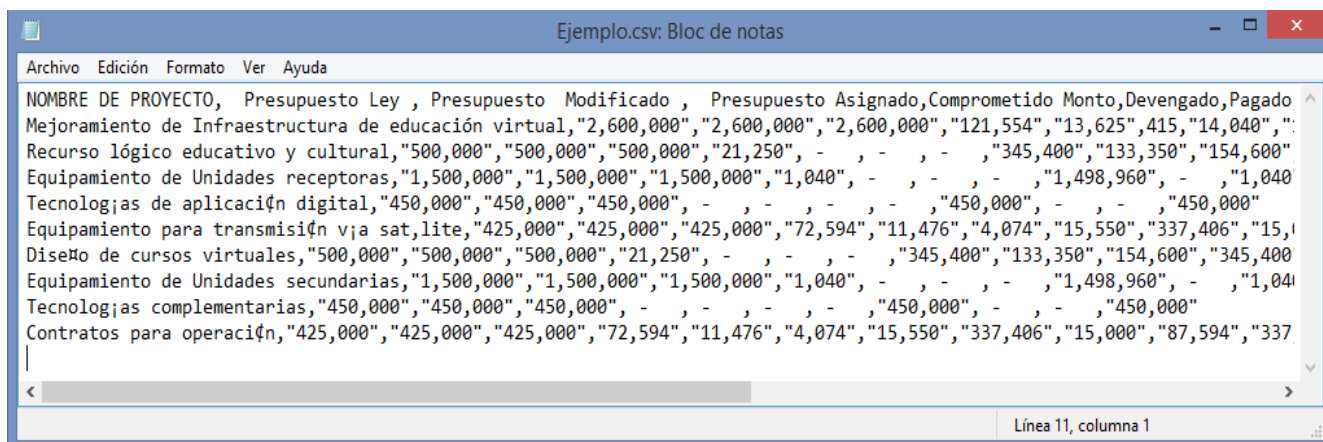 Ejemplo.csv: Bloc de notas
Archivo Edición Formato Ver Ayuda
NOMBRE DE PROYECTO,  Presupuesto Ley , Presupuesto  Modificado ,  Presupuesto Asignado,Comprometido Monto,Devengado,Pagado,
Mejoramiento de Infraestructura de educación virtual,"2,600,000","2,600,000","2,600,000","121,554","13,625",415,"14,040","
Recurso lógico educativo y cultural,"500,000","500,000","500,000","21,250", -   , -   , -   ,"345,400","133,350","154,600"
Equipamiento de Unidades receptoras,"1,500,000","1,500,000","1,500,000","1,040", -   , -   , -   ,"1,498,960", -   ,"1,040
Tecnolog¡as de aplicaci¢n digital,"450,000","450,000","450,000", -   , -   , -   , -   ,"450,000", -   , -   ,"450,000"
Equipamiento para transmisi¢n v¡a sat‚lite,"425,000","425,000","425,000","72,594","11,476","4,074","15,550","337,406","15,
Dise¤o de cursos virtuales,"500,000","500,000","500,000","21,250", -   , -   , -   ,"345,400","133,350","154,600","345,400
Equipamiento de Unidades secundarias,"1,500,000","1,500,000","1,500,000","1,040", -   , -   , -   ,"1,498,960", -   ,"1,04
Tecnolog¡as complementarias,"450,000","450,000","450,000", -   , -   , -   , -   ,"450,000", -   , -   ,"450,000"
Contratos para operaci¢n,"425,000","425,000","425,000","72,594","11,476","4,074","15,550","337,406","15,000","87,594","337
Línea 11, columna 1